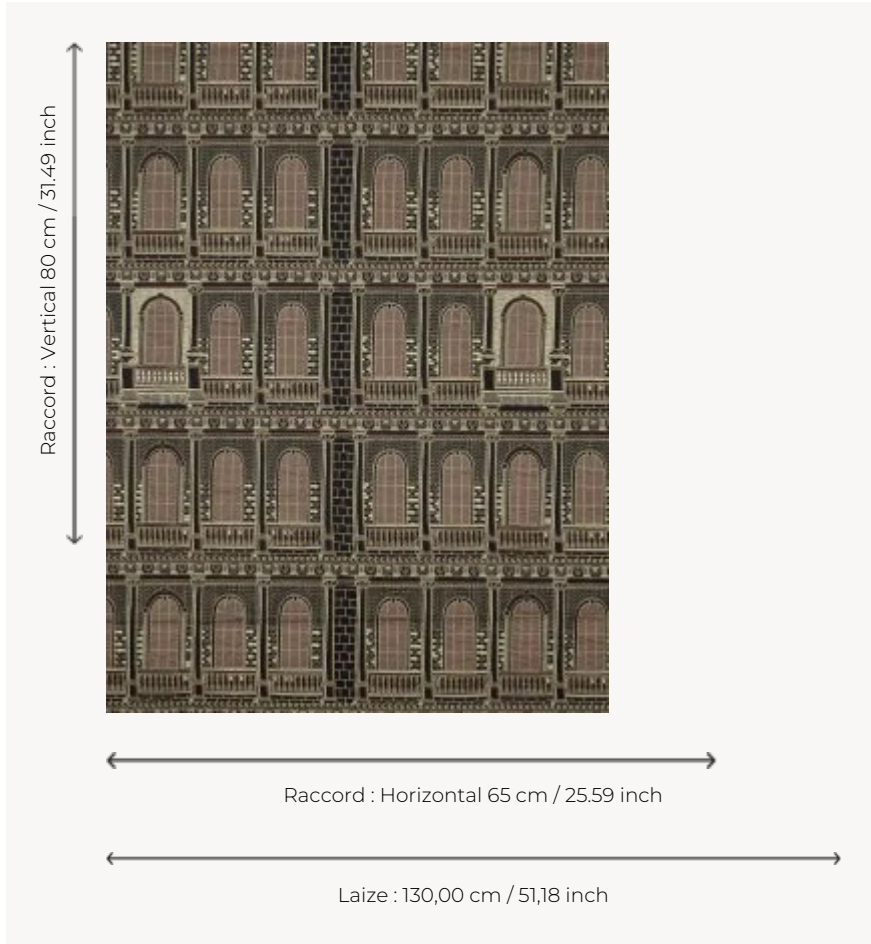 Raccord : Vertical 80 cm / 31.49 inch
Raccord : Horizontal 65 cm / 25.59 inch
Laize : 130,00 cm / 51,18 inch